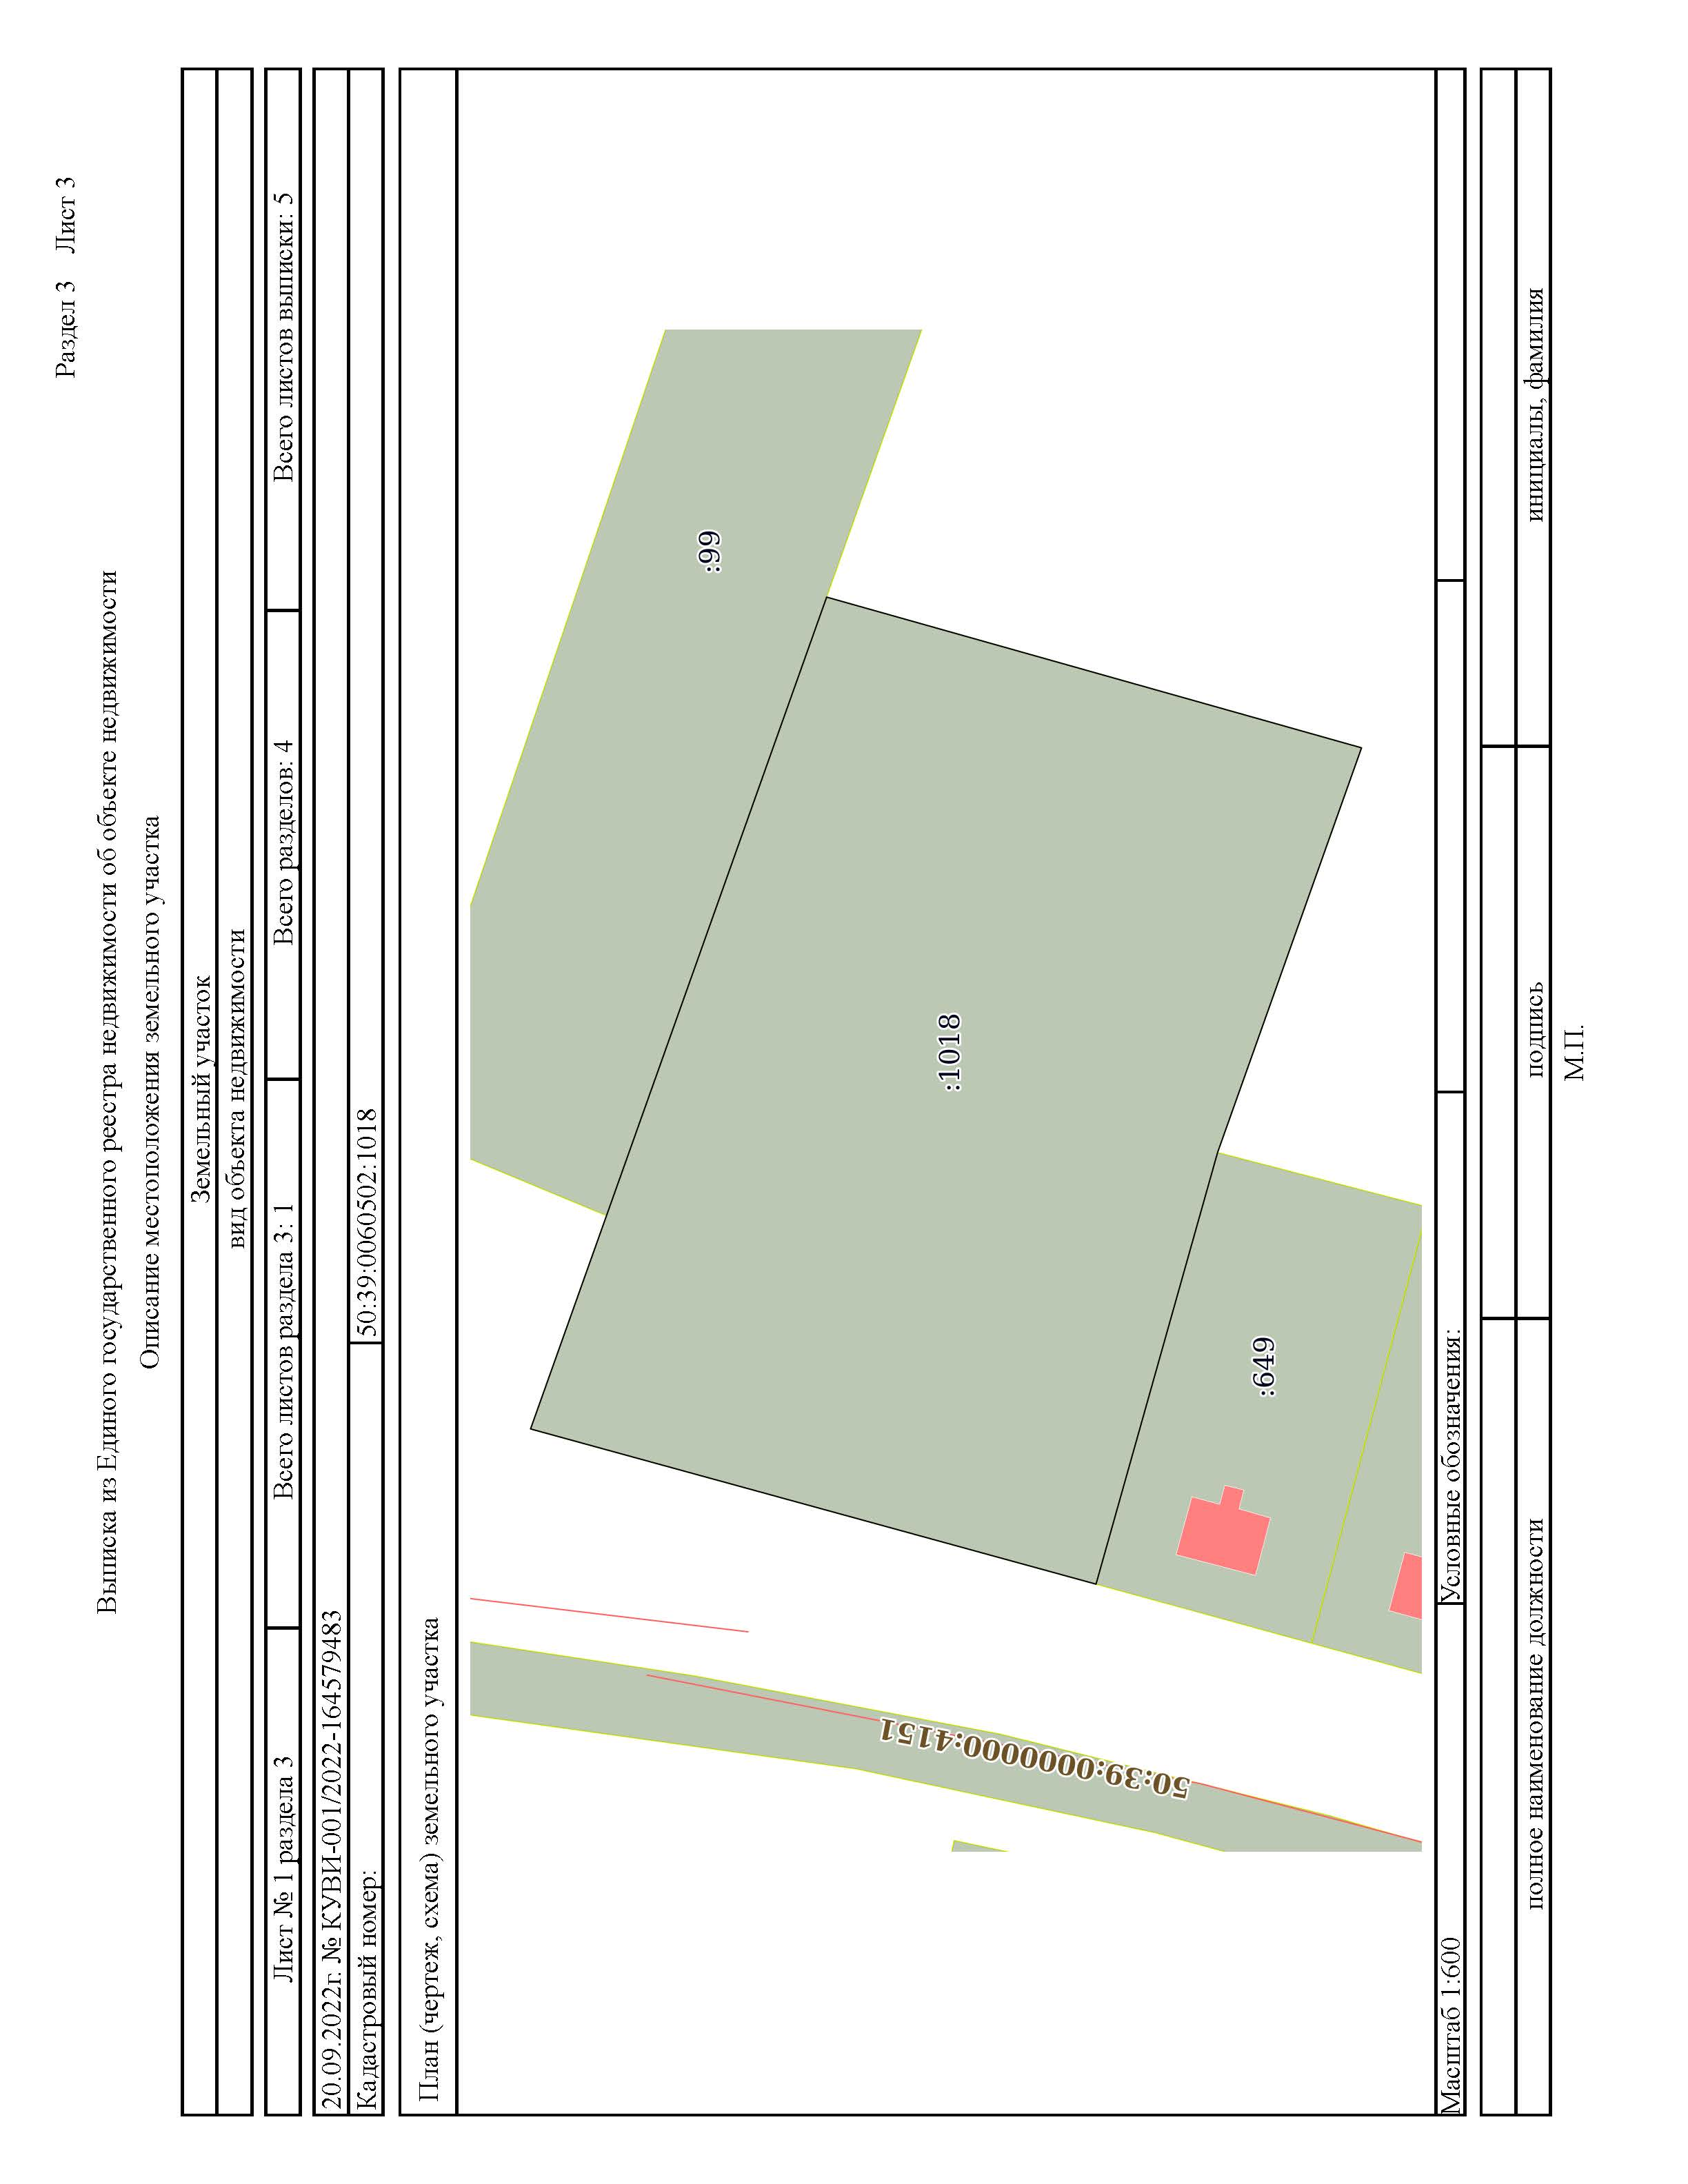 Раздел 3 Лист 3
Выписка из Единого государственного реестра недвижимости об объекте недвижимости
Описание местоположения земельного участка
Земельный участок
вид объекта недвижимости
Лист № 1 раздела 3 Всего листов раздела 3: 1 Всего разделов: 4 Всего листов выписки: 5
20.09.2022г. № КУВИ-001/2022-164579483
Кадастровый номер: 50:39:0060502:1018
План (чертеж, схема) земельного участка
:99
:1018
:649
50:39:0000000:4151
Масштаб 1:600 Условные обозначения:
полное наименование должности подпись инициалы, фамилия
М.П.